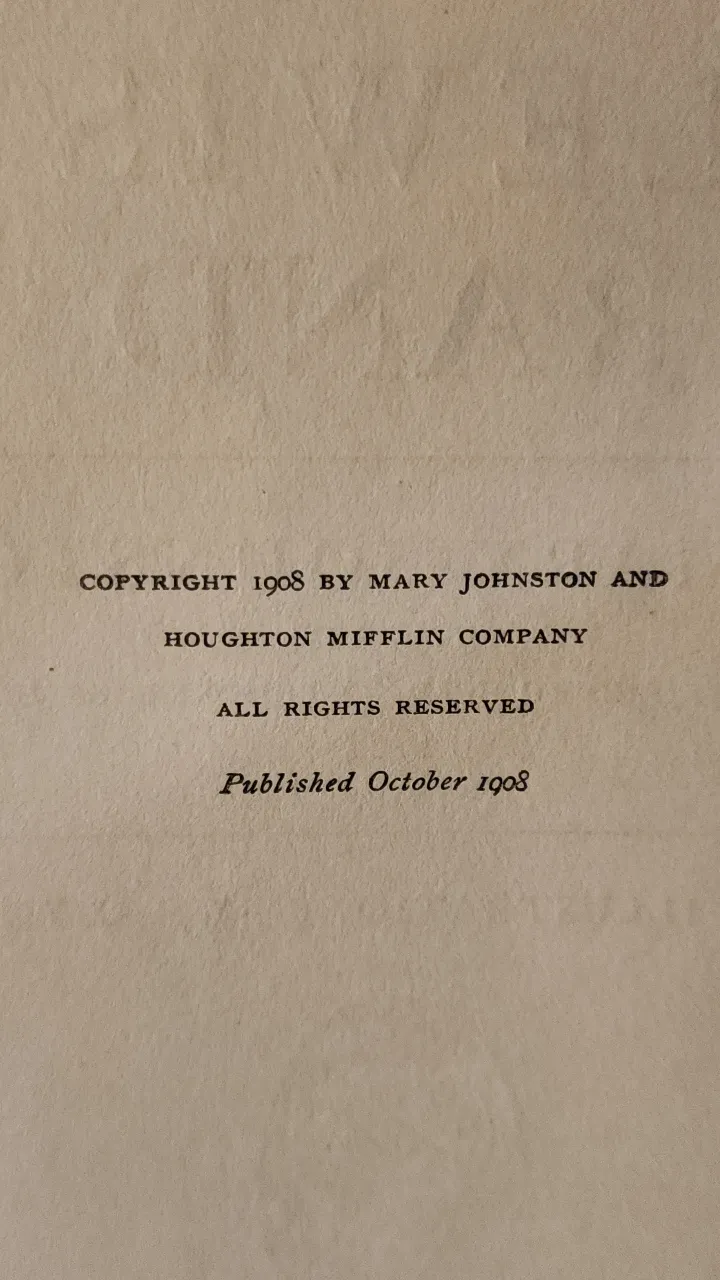 COPYRIGHT 1908 BY MARY JOHNSTON AND
HOUGHTON MIFFLIN COMPANY
ALL RIGHTS RESERVED
Published October 1908